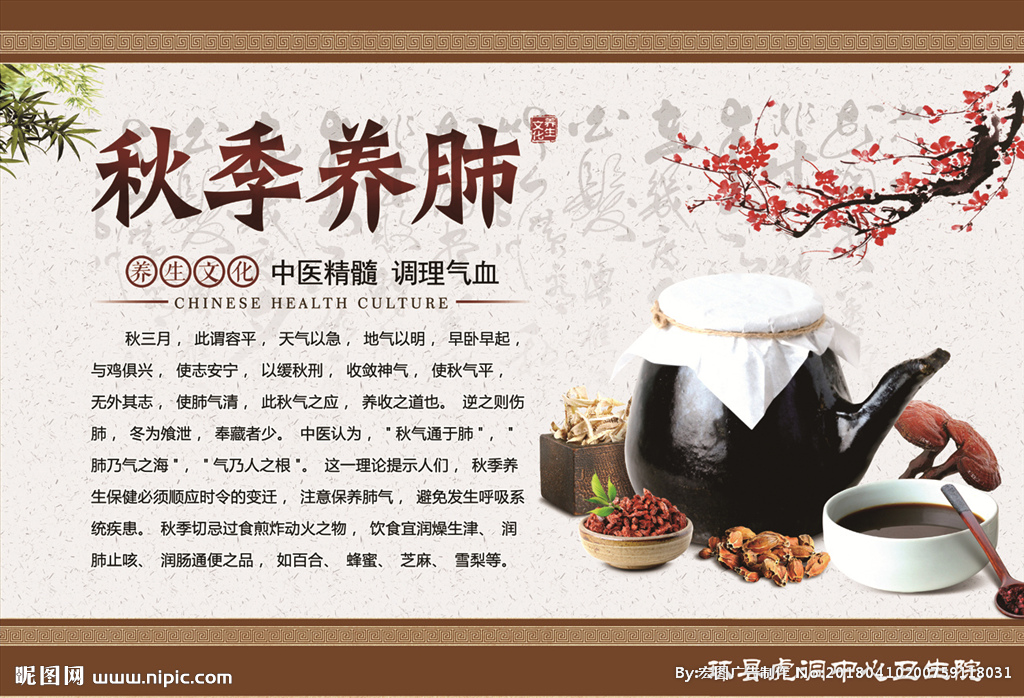 秋季养肺
养生文化
养生文化 中医精髓 调理气血
CHINESE HEALTH CULTURE
秋三月，此谓容平，天气以急，地气以明，早卧早起，
与鸡俱兴，使志安宁，以缓秋刑，收敛神气，使秋气平，
无外其志，使肺气清，此秋气之应，养收之道也。逆之则伤
肺，冬为飧泄，奉藏者少。中医认为，"秋气通于肺"，"
肺乃气之海"，"气乃人之根"。这一理论提示人们，秋季养
生保健必须顺应时令的变迁，注意保养肺气，避免发生呼吸系
统疾患。秋季切忌过食煎炸动火之物，饮食宜润燥生津、润
肺止咳、润肠通便之品，如百合、蜂蜜、芝麻、雪梨等。
昵图网 www.nipic.com
By:宏图广告制作 No.20180410200759118031